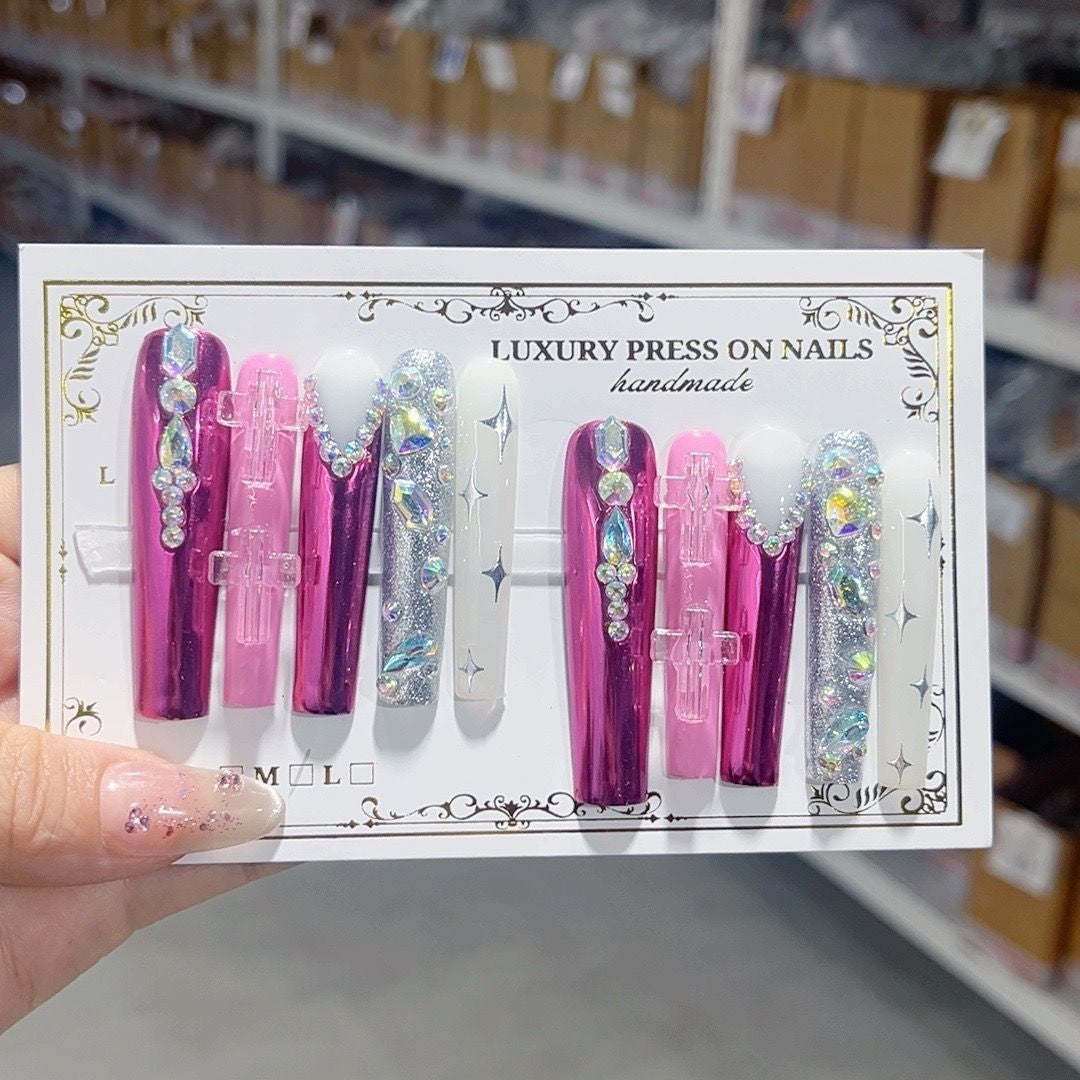 LUXURY PRESS ON NAILS
handmade
L
M L